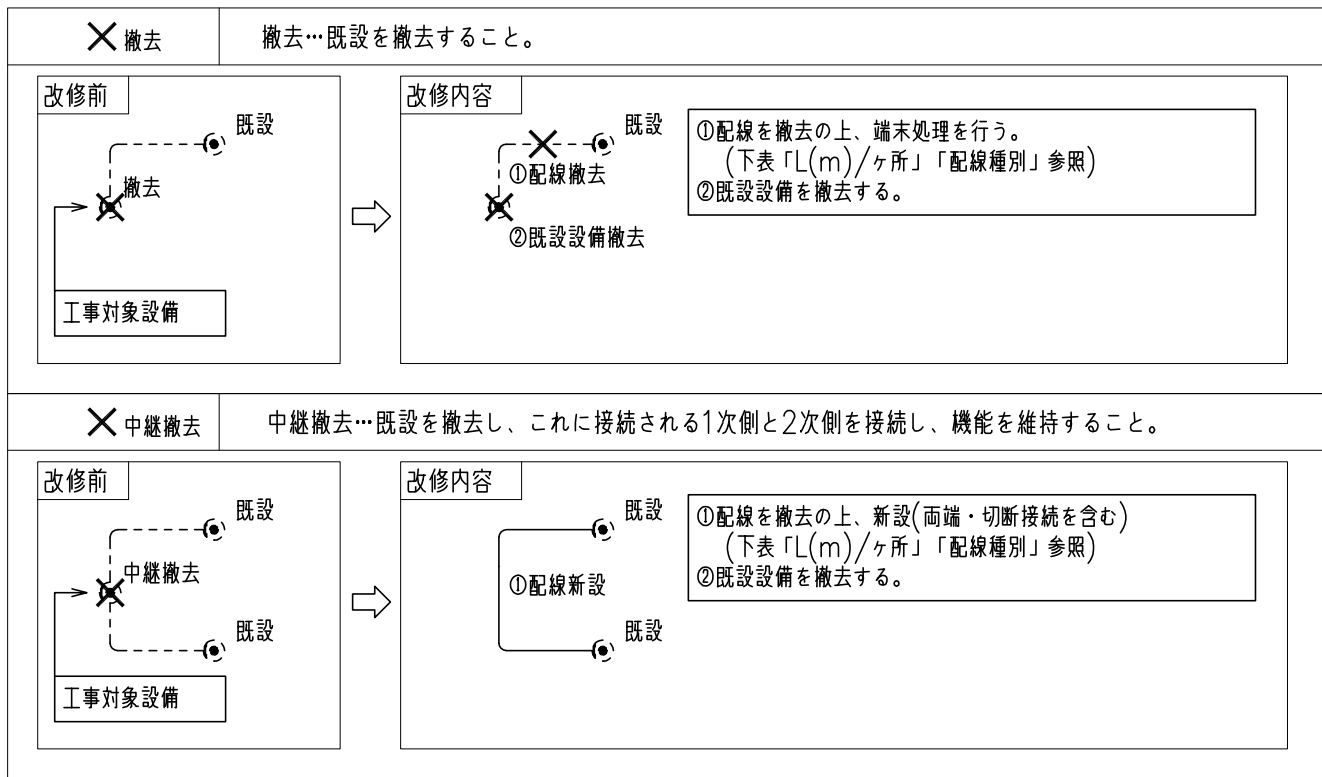 撤去
撤去…既設を撤去すること。
改修前
既設
撤去
工事対象設備
改修内容
既設
①配線撤去
②既設設備撤去
①配線を撤去の上、端末処理を行う。
(下表「L(m)/ヶ所」「配線種別」参照)
②既設設備を撤去する。
中継撤去
中継撤去…既設を撤去し、これに接続される1次側と2次側を接続し、機能を維持すること。
改修前
既設
中継撤去
既設
工事対象設備
改修内容
既設
①配線新設
既設
①配線を撤去の上、新設(両端・切断接続を含む)
(下表「L(m)/ヶ所」「配線種別」参照)
②既設設備を撤去する。